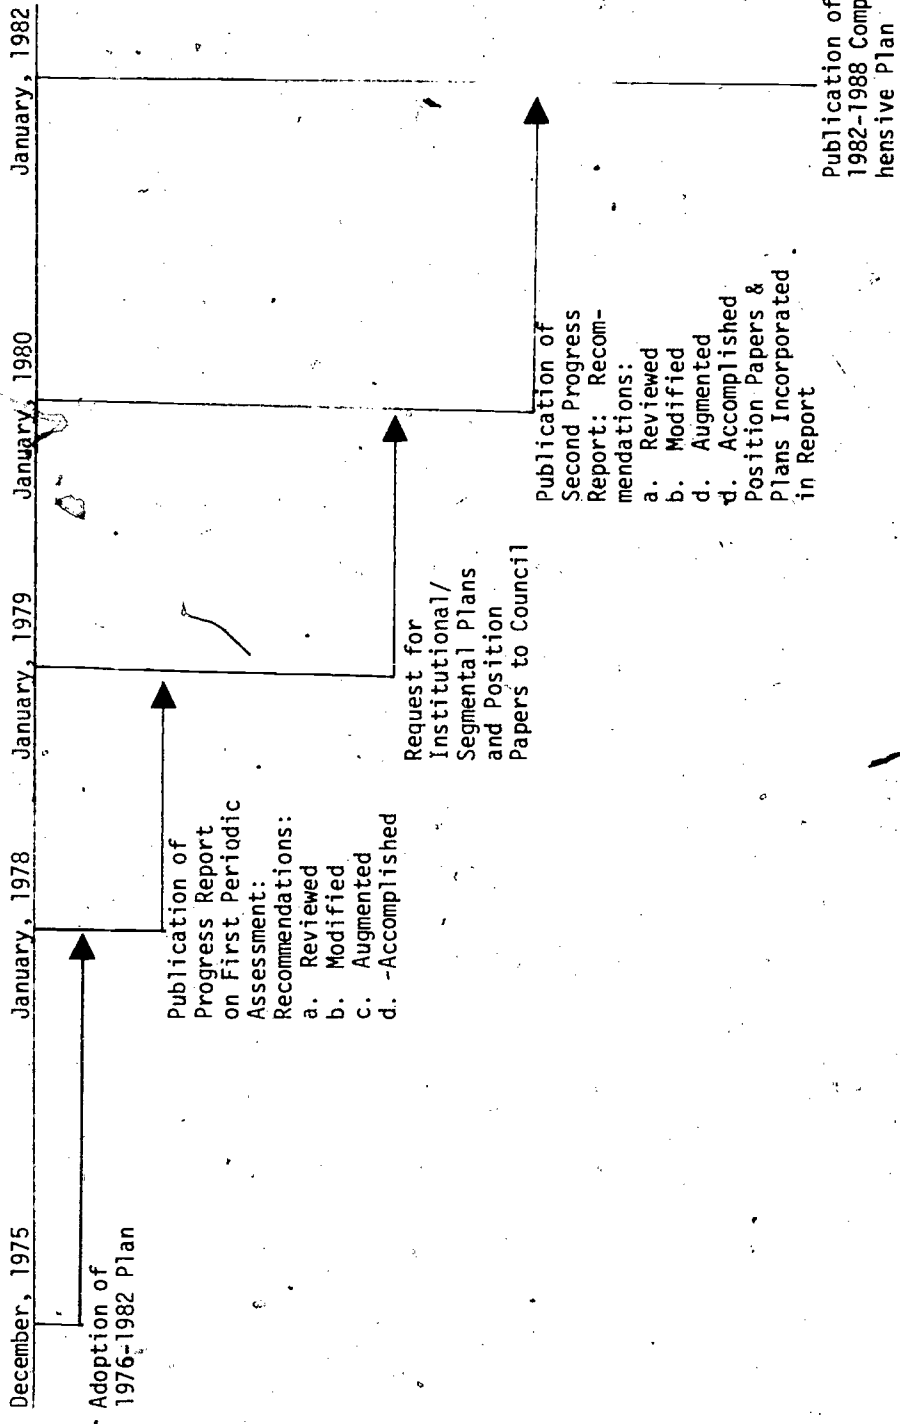 December, 1975
January, 1978
January, 1979
January, 1980
January, 1982
Adoption of
1976-1982 Plan
Publication of
Progress Report
on First Periodic
Assessment:
Recommendations:
a. Reviewed
b. Modified
c. Augmented
d. -Accomplished
Request for
Institutional/
Segmental Plans
and Position
Papers to Council
Publication of
Second Progress
Report: Recom-
mendations:
a. Reviewed
b. Modified
d. Augmented
d. Accomplished
Position Papers &
Plans Incorporated
in Report
Publication of
1982-1988 Comp
hensive Plan